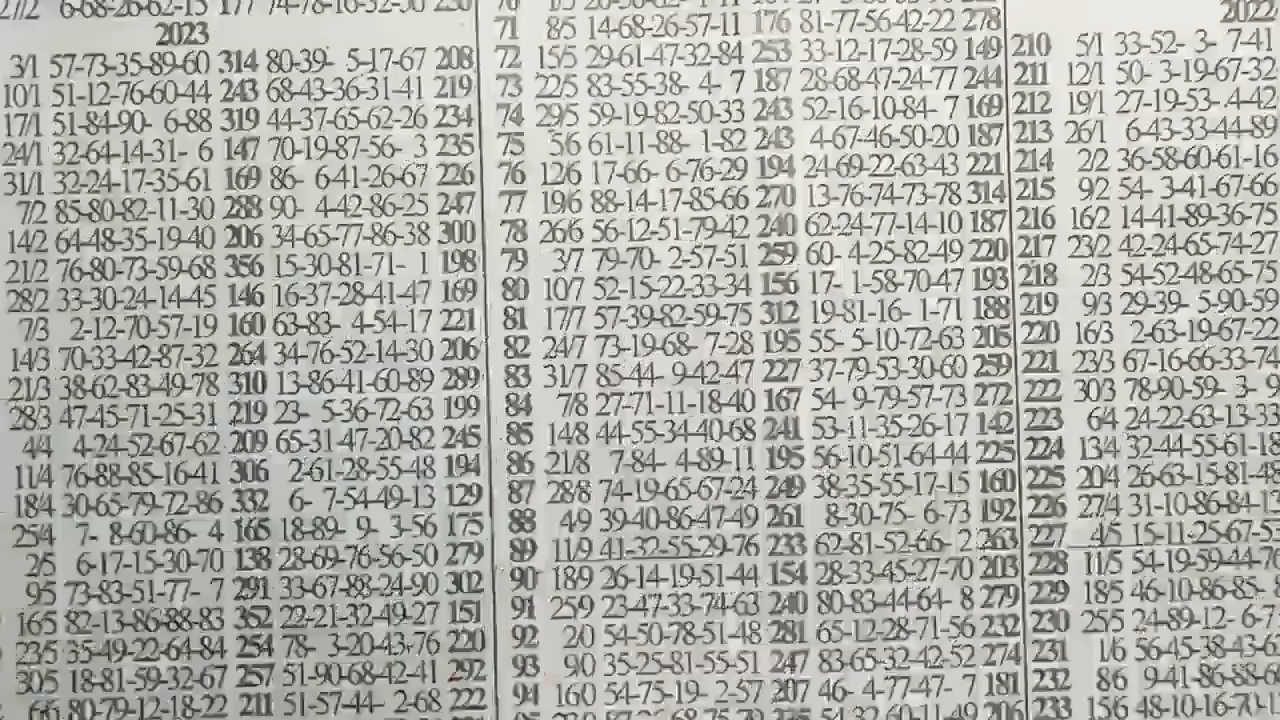 27/2 6-68-26-62-15 177 74-78-16-32-50 250
2023
3/1 57-73-35-89-60 314 80-39- 5-17-67 208
10/1 51-12-76-60-44 243 68-43-36-31-41 219
17/1 51-84-90- 6-88 319 44-37-65-62-26 234
24/1 32-64-14-31- 6 147 70-19-87-56- 3 235
31/1 32-24-17-35-61 169 86- 6-41-26-67 226
7/2 85-80-82-11-30 288 90- 4-42-86-25 247
14/2 64-48-35-19-40 206 34-65-77-86-38 300
21/2 76-80-73-59-68 356 15-30-81-71- 1 198
28/2 33-30-24-14-45 146 16-37-28-41-47 169
7/3 2-12-70-57-19 160 63-83- 4-54-17 221
14/3 70-33-42-87-32 264 34-76-52-14-30 206
21/3 38-62-83-49-78 310 13-86-41-60-89 289
28/3 47-45-71-25-31 219 23- 5-36-72-63 199
4/4 4-24-52-67-62 209 65-31-47-20-82 245
11/4 76-88-85-16-41 306 2-61-28-55-48 194
18/4 30-65-79-72-86 332 6- 7-54-49-13 129
25/4 7- 8-60-86- 4 165 18-89- 9- 3-56 175
2/5 6-17-15-30-70 138 28-69-76-56-50 279
9/5 73-83-51-77- 7 291 33-67-88-24-90 302
16/5 82-13-86-88-83 352 22-21-32-49-27 151
23/5 35-49-22-64-84 254 78- 3-20-43-76 220
30/5 18-81-59-32-67 257 51-90-68-42-41 292
6/6 80-79-12-18-22 211 51-57-44- 2-68 222
71 8/5 14-68-26-57-11 176 81-77-56-42-22 278
72 15/5 29-61-47-32-84 253 33-12-17-28-59 149
73 22/5 83-55-38- 4- 7 187 28-68-47-24-77 244
74 29/5 59-19-82-50-33 243 52-16-10-84- 7 169
75 5/6 61-11-88- 1-82 243 4-67-46-50-20 187
76 12/6 17-66- 6-76-29 194 24-69-22-63-43 221
77 19/6 88-14-17-85-66 270 13-76-74-73-78 314
78 26/6 56-12-51-79-42 240 62-24-77-14-10 187
79 3/7 79-70- 2-57-51 259 60- 4-25-82-49 220
80 10/7 52-15-22-33-34 156 17- 1-58-70-47 193
81 17/7 57-39-82-59-75 312 19-81-16- 1-71 188
82 24/7 73-19-68- 7-28 195 55- 5-10-72-63 205
83 31/7 85-44- 9-42-47 227 37-79-53-30-60 259
84 7/8 27-71-11-18-40 167 54- 9-79-57-73 272
85 14/8 44-55-34-40-68 241 53-11-35-26-17 142
86 21/8 7-84- 4-89-11 195 56-10-51-64-44 225
87 28/8 74-19-65-67-24 249 38-35-55-17-15 160
88 4/9 39-40-86-47-49 261 8-30-75- 6-73 192
89 11/9 41-32-55-29-76 233 62-81-52-66- 2 263
90 18/9 26-14-19-51-44 154 28-33-45-27-70 203
91 25/9 23-47-33-74-63 240 80-83-44-64- 8 279
92 2/0 54-50-78-51-48 281 65-12-28-71-56 232
93 9/0 35-25-81-55-51 247 83-65-32-42-52 274
94 16/0 54-75-19- 2-57 207 46- 4-77-47- 7 181
2022
210 5/1 33-52- 3- 7-41
211 12/1 50- 3-19-67-32
212 19/1 27-19-53- 4-42
213 26/1 6-43-33-44-89
214 2/2 36-58-60-61-16
215 9/2 54- 3-41-67-66
216 16/2 14-41-89-36-75
217 23/2 42-24-65-74-27
218 2/3 54-52-48-65-75
219 9/3 29-39- 5-90-59
220 16/3 2-63-19-67-22
221 23/3 67-16-66-33-74
222 30/3 78-90-59- 3- 9
223 6/4 24-22-63-13-33
224 13/4 32-44-55-61-18
225 20/4 26-63-15-81-48
226 27/4 31-10-86-84-
227 4/5 15-11-25-67-5
228 11/5 54-19-59-44-7
229 18/5 46-10-86-85-
230 25/5 24-89-12- 6-7
231 1/6 56-45-38-43-6
232 8/6 9-41-86-88-6
233 15/6 48-10-16-70-1